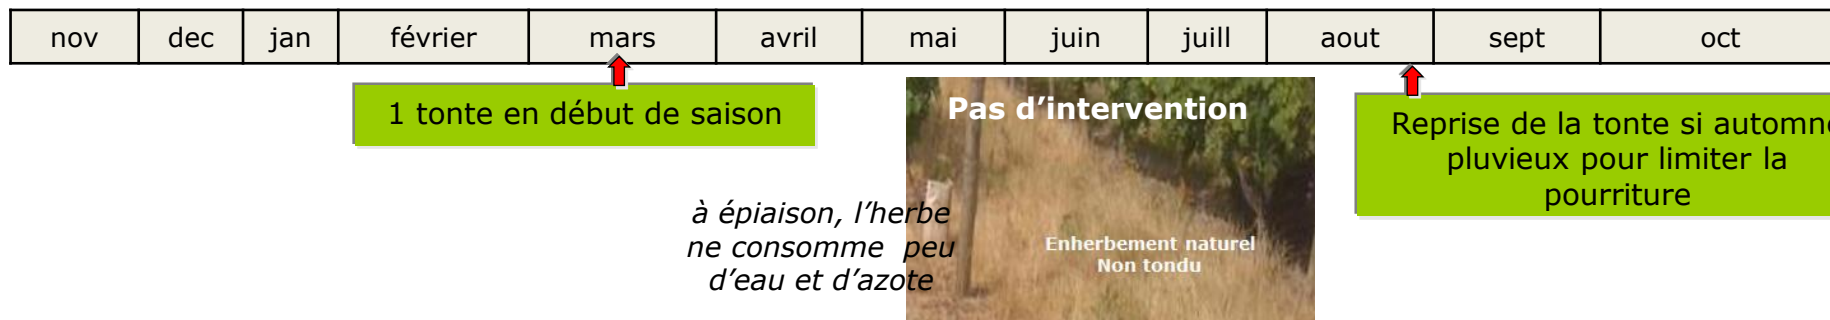 nov dec jan février mars avril mai juin juill aout sept oct
1 tonte en début de saison
Pas d’intervention
Reprise de la tonte si automne
pluvieux pour limiter la
pourriture
à épiaison, l’herbe
ne consomme peu
d’eau et d’azote
Enherbement naturel
Non tondu